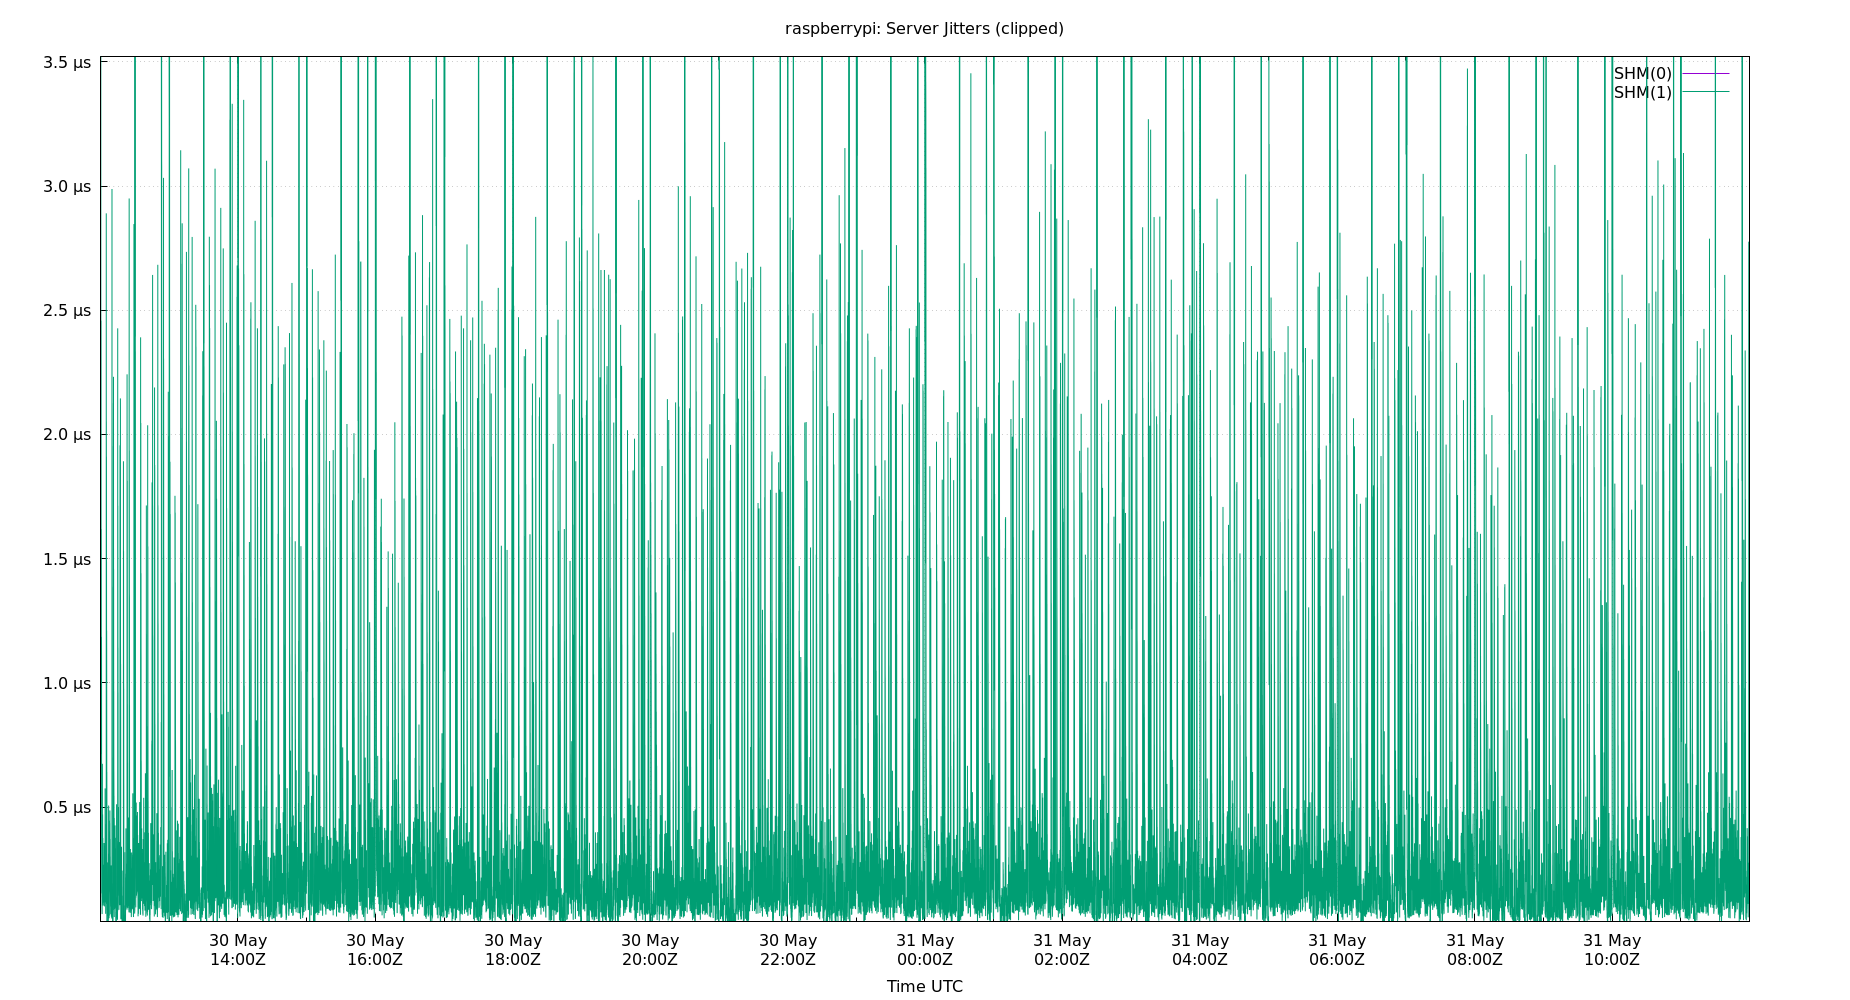 raspberrypi: Server Jitters (clipped)
3.5 µs
3.0 µs
2.5 µs
2.0 µs
1.5 µs
1.0 µs
0.5 µs
SHM(0)
SHM(1)
30 May 30 May 30 May 30 May 30 May 31 May 31 May 31 May 31 May 31 May 31 May
14:00Z 16:00Z 18:00Z 20:00Z 22:00Z 00:00Z 02:00Z 04:00Z 06:00Z 08:00Z 10:00Z
Time UTC